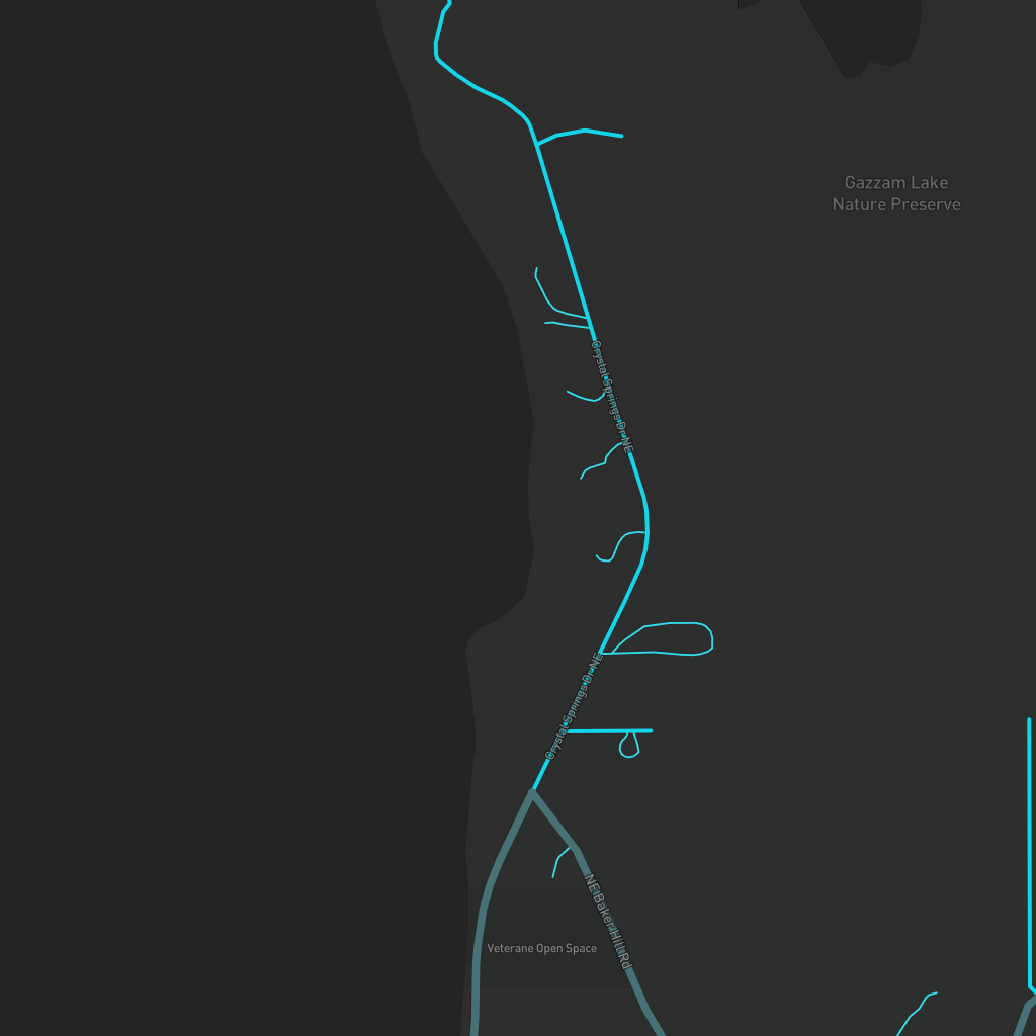 Gazzam Lake
Nature Preserve
Crystal Springs Dr NE
Crystal Springs Dr NE
NE Baker Hill Rd
Veterane Open Space